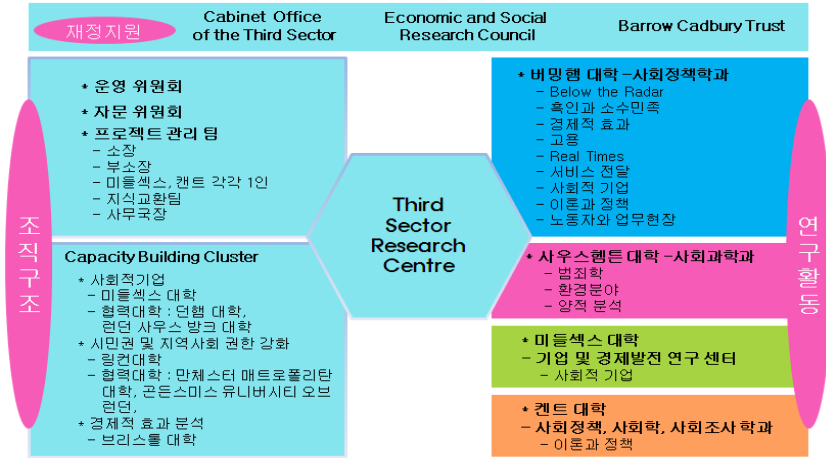 재정지원
Cabinet Office
of the Third Sector
Economic and Social
Research Council
Barrow Cadbury Trust
조직구조
* 운영 위원회
* 자문 위원회
* 프로젝트 관리 팀
– 소장
– 부소장
– 미들섹스, 캔트 각각 1인
– 지식교환팀
– 사무국장
Capacity Building Cluster
* 사회적기업
– 미들섹스 대학
– 협력대학 : 던햄 대학,
런던 사우스 방크 대학
* 시민권 및 지역사회 권한 강화
– 링컨대학
– 협력대학 : 만체스터 매트로폴리탄
대학, 곤든스미스 유니버시티 오브
런던,
* 경제적 효과 분석
– 브리스톨 대학
Third
Sector
Research
Centre
* 버밍햄 대학 –사회정책학과
– Below the Radar
– 흑인과 소수민족
– 경제적 효과
– 고용
– Real Times
– 서비스 전달
– 사회적 기업
– 이론과 정책
– 노동자와 업무현장
* 사우스헴튼 대학 –사회과학과
– 범죄학
– 환경분야
– 양적 분석
* 미들섹스 대학
– 기업 및 경제발전 연구 센터
– 사회적 기업
* 켄트 대학
– 사회정책, 사회학, 사회조사 학과
– 이론과 정책
연구활동